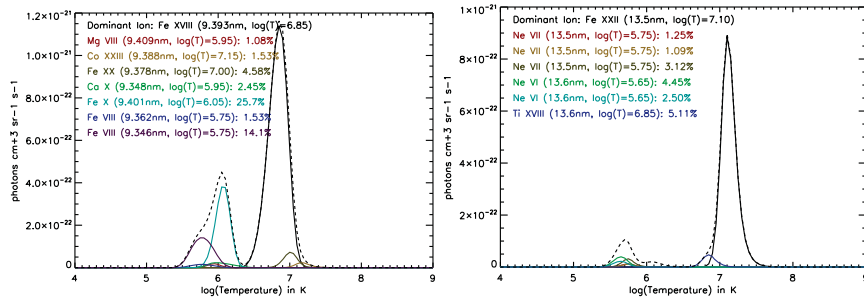 Dominant Ion: Fe XVIII (9.393nm, log(T)=6.85)
Mg VIII (9.409nm, log(T)=5.95): 1.08%
Co XXIII (9.388nm, log(T)=7.15): 1.53%
Fe XX (9.378nm, log(T)=7.00): 4.58%
Ca X (9.348nm, log(T)=5.95): 2.45%
Fe X (9.401nm, log(T)=6.05): 25.7%
Fe VIII (9.362nm, log(T)=5.75): 1.53%
Fe VIII (9.346nm, log(T)=5.75): 14.1%
photons cm+3 sr-1 s-1
1.2×10-21
1.0×10-21
8.0×10-22
6.0×10-22
4.0×10-22
2.0×10-22
0
4 5 6 7 8 9
log(Temperature) in K
Dominant Ion: Fe XXII (13.5nm, log(T)=7.10)
Ne VII (13.5nm, log(T)=5.75): 1.25%
Ne VII (13.5nm, log(T)=5.75): 1.09%
Ne VII (13.5nm, log(T)=5.75): 3.12%
Ne VI (13.6nm, log(T)=5.65): 4.45%
Ne VI (13.6nm, log(T)=5.65): 2.50%
Ti XVIII (13.6nm, log(T)=6.85): 5.11%
photons cm+3 sr-1 s-1
1×10-21
8×10-22
6×10-22
4×10-22
2×10-22
0
4 5 6 7 8 9
log(Temperature) in K